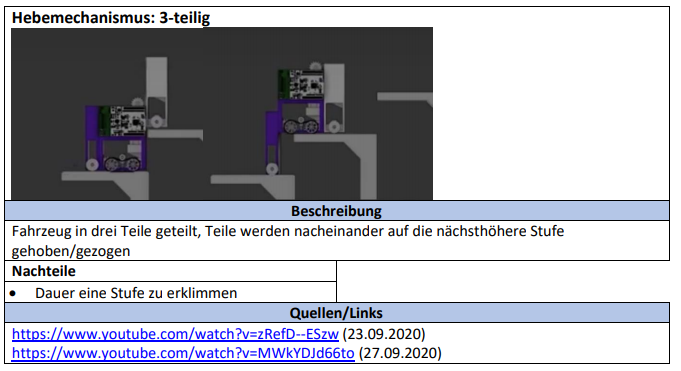 Hebemechanismus: 3-teilig
Beschreibung
Fahrzeug in drei Teile geteilt, Teile werden nacheinander auf die nächsthöhere Stufe
gehoben/gezogen
Nachteile
• Dauer eine Stufe zu erklimmen
Quellen/Links
https://www.youtube.com/watch?v=zRefD--ESzw (23.09.2020)
https://www.youtube.com/watch?v=MWkYDJd66to (27.09.2020)